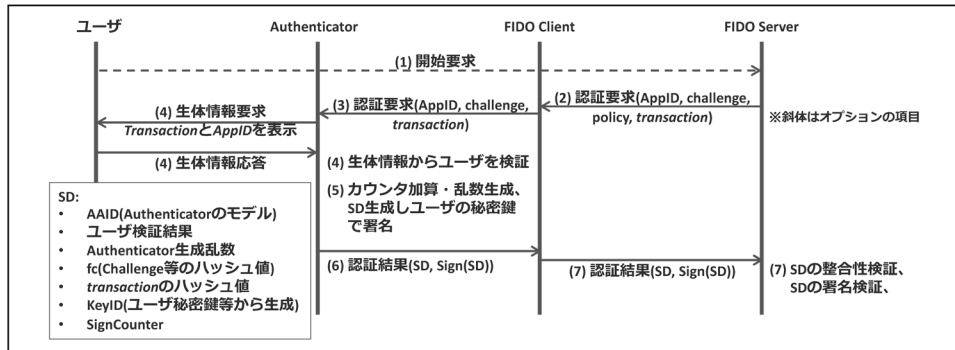 ユーザ
Authenticator
FIDO Client
FIDO Server
(1) 開始要求
(2) 認証要求(AppID, challenge,
policy, transaction)
(3) 認証要求(AppID, challenge,
transaction)
(4) 生体情報要求
TransactionとAppIDを表示
※斜体はオプションの項目
(4) 生体情報応答
(4) 生体情報からユーザを検証
(5) カウンタ加算・乱数生成、
SD生成しユーザの秘密鍵
で署名
SD:
• AAID(Authenticatorのモデル)
• ユーザ検証結果
• Authenticator生成乱数
• fc(Challenge等のハッシュ値)
• transactionのハッシュ値
• KeyID(ユーザ秘密鍵等から生成)
• SignCounter
(6) 認証結果(SD, Sign(SD))
(7) 認証結果(SD, Sign(SD))
(7) SDの整合性検証、
SDの署名検証、